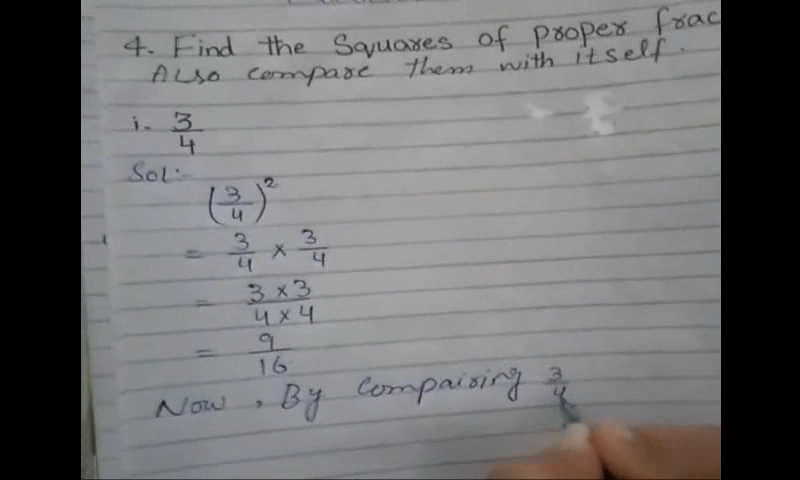 4. Find the Squares of proper frac
Also compare them with itself.
i. 3/4
Sol:-
(3/4)²
= 3/4 × 3/4
= 3×3/4×4
= 9/16
Now, By compairing 3/4